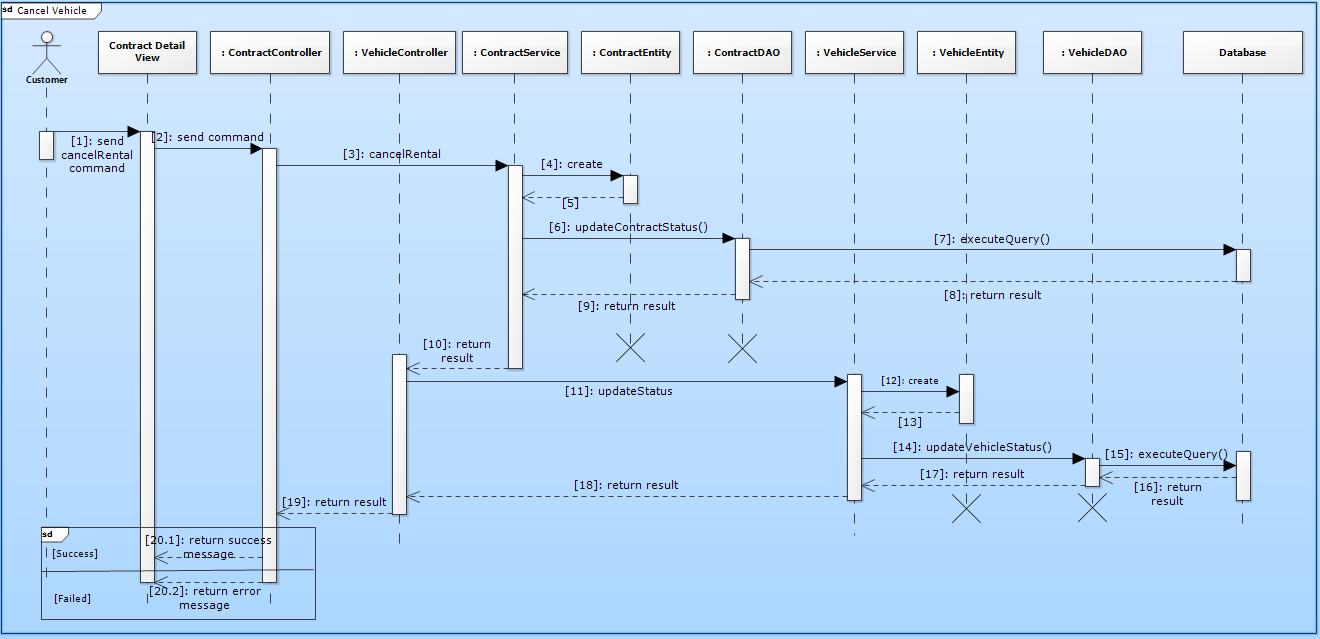 sd Cancel Vehicle
Customer
Contract Detail
View
: ContractController
: VehicleController
: ContractService
: ContractEntity
: ContractDAO
: VehicleService
: VehicleEntity
: VehicleDAO
Database
[1]: send
cancelRental
command
[2]: send command
[3]: cancelRental
[4]: create
[5]
[6]: updateContractStatus()
[7]: executeQuery()
[8]: return result
[9]: return result
[10]: return
result
[11]: updateStatus
[12]: create
[13]
[14]: updateVehicleStatus()
[15]: executeQuery()
[16]: return
result
[17]: return result
[18]: return result
[19]: return result
sd
[Success]
[20.1]: return success
message
[Failed]
[20.2]: return error
message